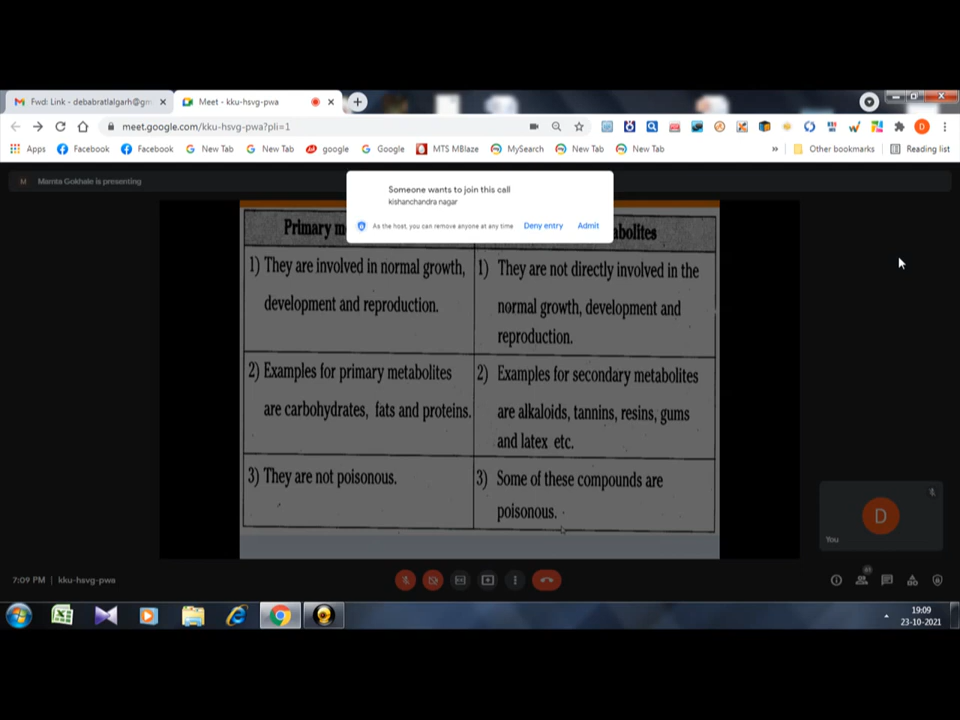 Fwd: Link - debabratlalgarh@gm
Meet - kku-hsvg-pwa
meet.google.com/kku-hsvg-pwa?pli=1
D
Apps
Facebook
Facebook
New Tab
New Tab
google
Google
MTS MBlaze
MySearch
New Tab
New Tab
»
Other bookmarks
Reading list
M
Mamta Gokhale is presenting
Someone wants to join this call
kishanchandra nagar
As the host, you can remove anyone at any time
Deny entry
Admit
Primary m
abolites
1) They are involved in normal growth,
development and reproduction.
1) They are not directly involved in the
normal growth, development and
reproduction.
2) Examples for primary metabolites
are carbohydrates, fats and proteins.
2) Examples for secondary metabolites
are alkaloids, tannins, resins, gums
and latex etc.
3) They are not poisonous.
3) Some of these compounds are
poisonous.
D
You
7:09 PM | kku-hsvg-pwa
19:09
23-10-2021